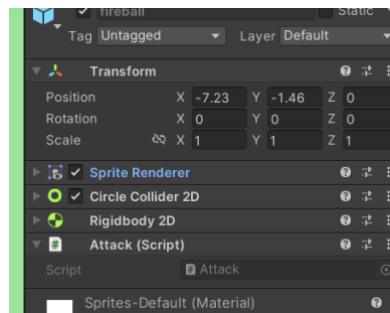 fireball Static
Tag Untagged Layer Default
Transform
Position X -7.23 Y -1.46 Z 0
Rotation X 0 Y 0 Z 0
Scale X 1 Y 1 Z 1
Sprite Renderer
Circle Collider 2D
Rigidbody 2D
# Attack (Script)
Script # Attack
Sprites-Default (Material)